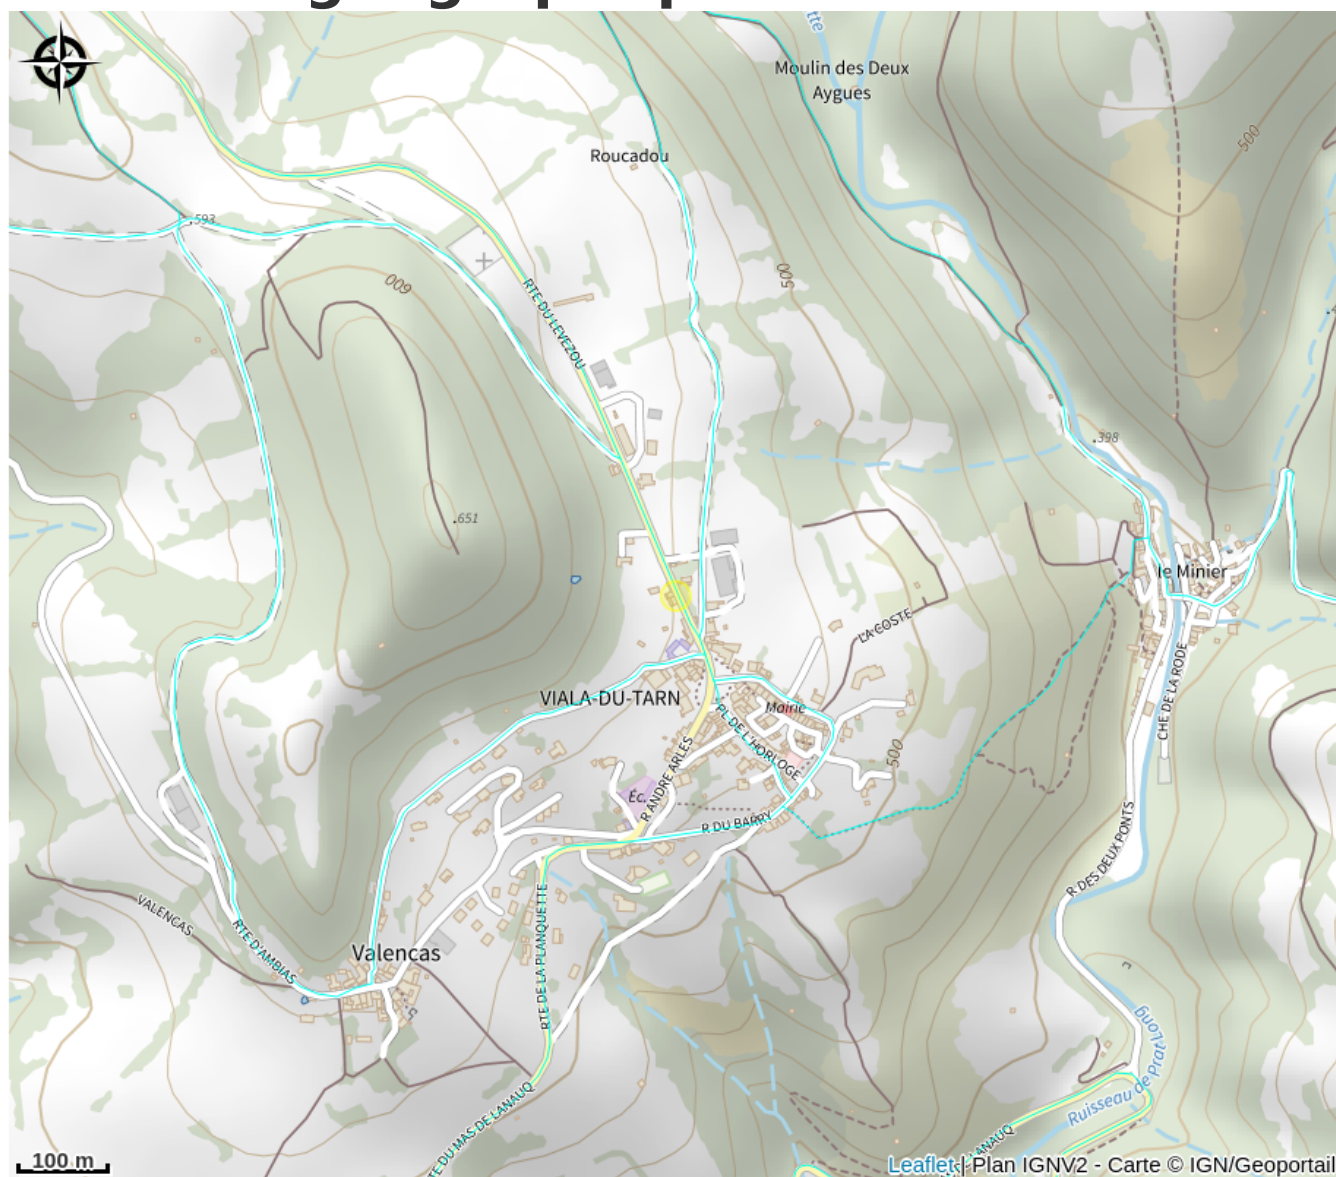 tte
Moulin des Deux
Aygues
500
Roucadou
.593
600
500
RTE DU LEVEZOU
.398
.651
le Minier
LA COSTE
VIALA-DU-TARN
Mairie
PL DE L'HORLOGE
CHE DE LA RODE
500
R ANDRE ARLES
Éc.
R DU BARRY
R DES DEUX PONTS
VALENCAS
RTE D'AMBIAS
Valencas
RTE DE LA PLANQUETTE
Ruisseau de Prat-Long
TE DU MAS DE LANAUQ
LANAUQ
100 m
Leaflet | Plan IGNV2 - Carte © IGN/Geoportail